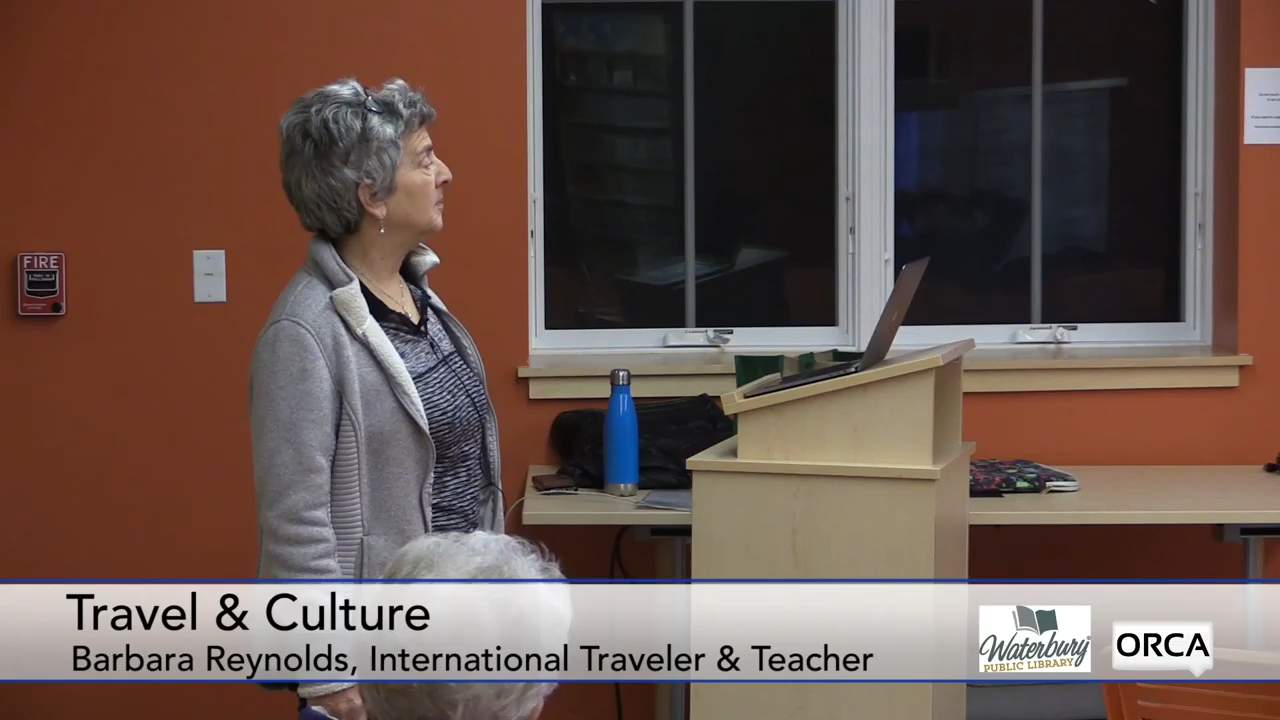 FIRE
Travel & Culture
Barbara Reynolds, International Traveler & Teacher
Waterbury
PUBLIC LIBRARY
ORCA